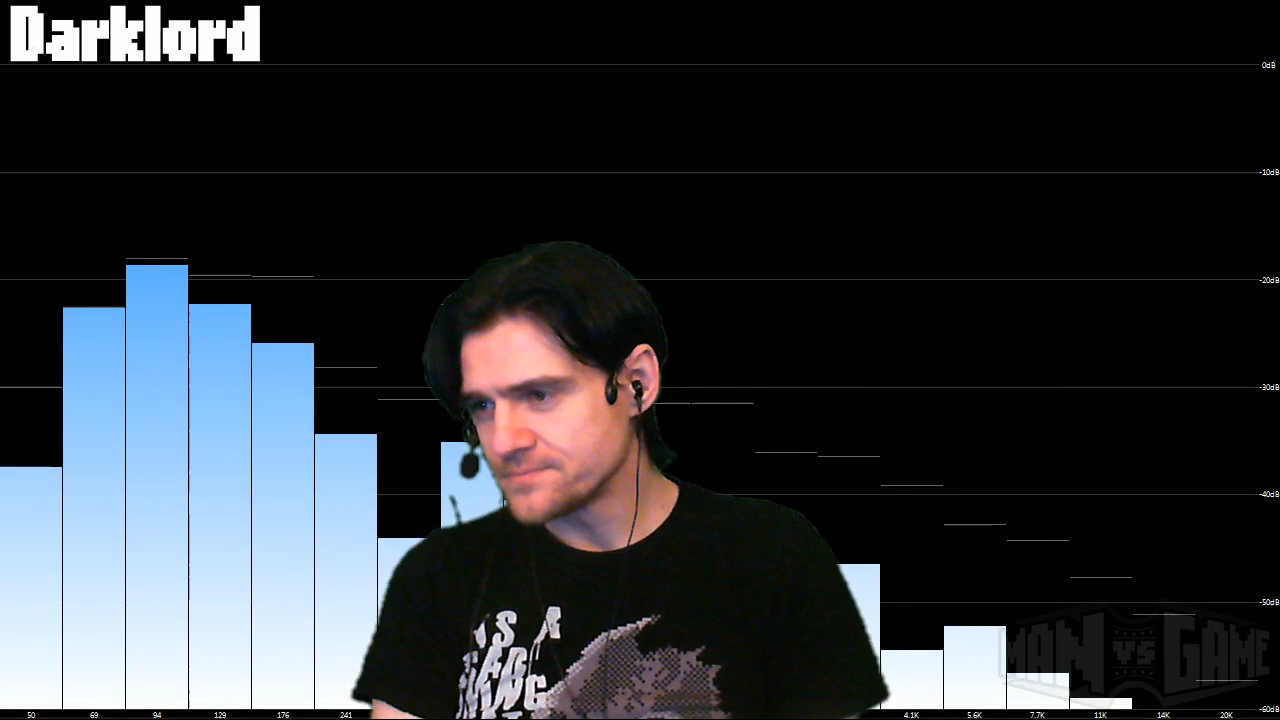 Darklord
0dB
-10dB
-20dB
-30dB
-40dB
-50dB
-60dB
MAN VS GAME
50 69 94 129 176 241 4.1K 5.6K 7.7K 11K 14K 20K